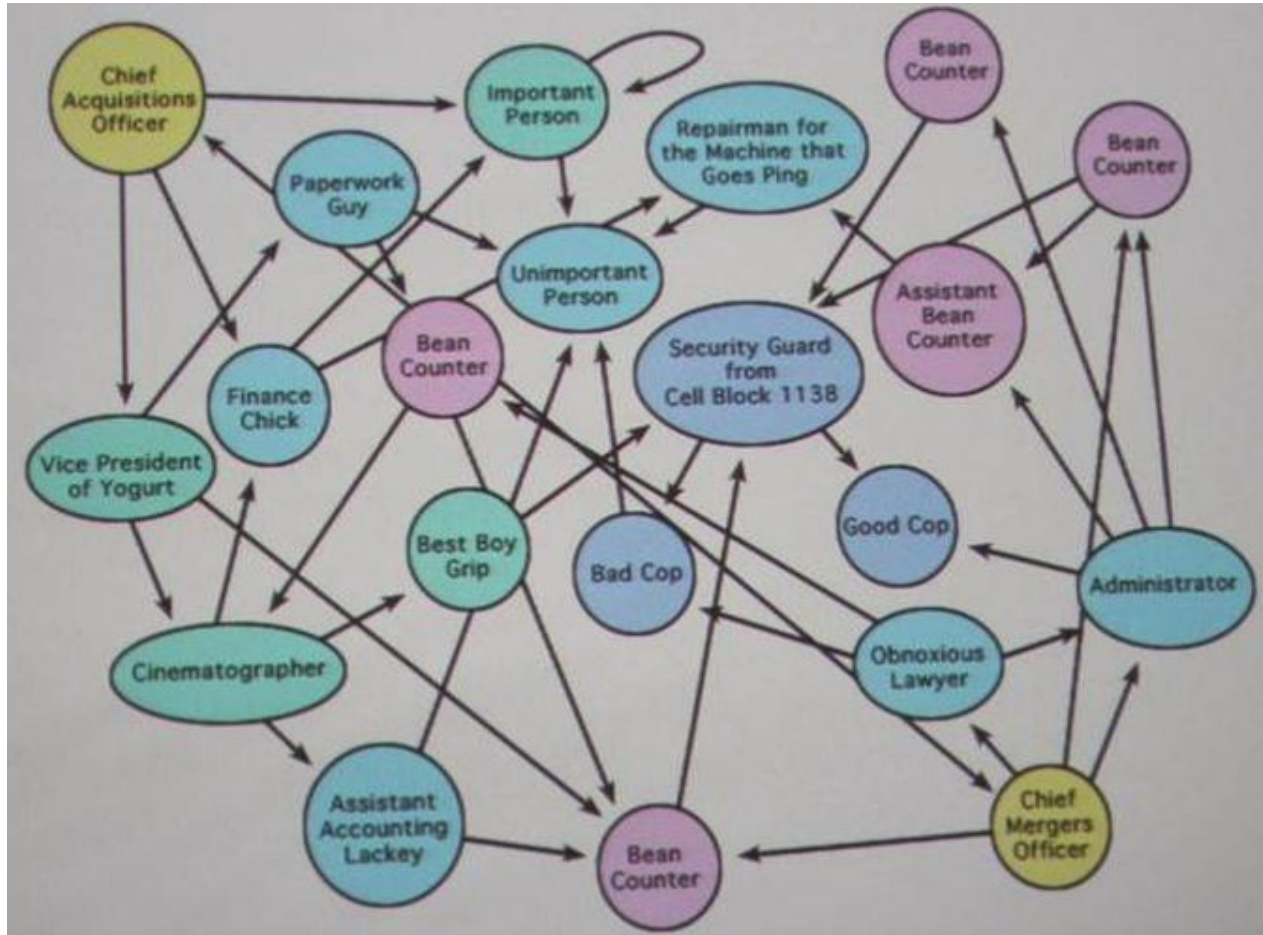 Chief
Acquisitions
Officer
Important
Person
Bean
Counter
Repairman for
the Machine that
Goes Ping
Bean
Counter
Paperwork
Guy
Unimportant
Person
Assistant
Bean
Counter
Bean
Counter
Security Guard
from
Cell Block 1138
Finance
Chick
Vice President
of Yogurt
Best Boy
Grip
Bad Cop
Good Cop
Administrator
Cinematographer
Obnoxious
Lawyer
Assistant
Accounting
Lackey
Bean
Counter
Chief
Mergers
Officer